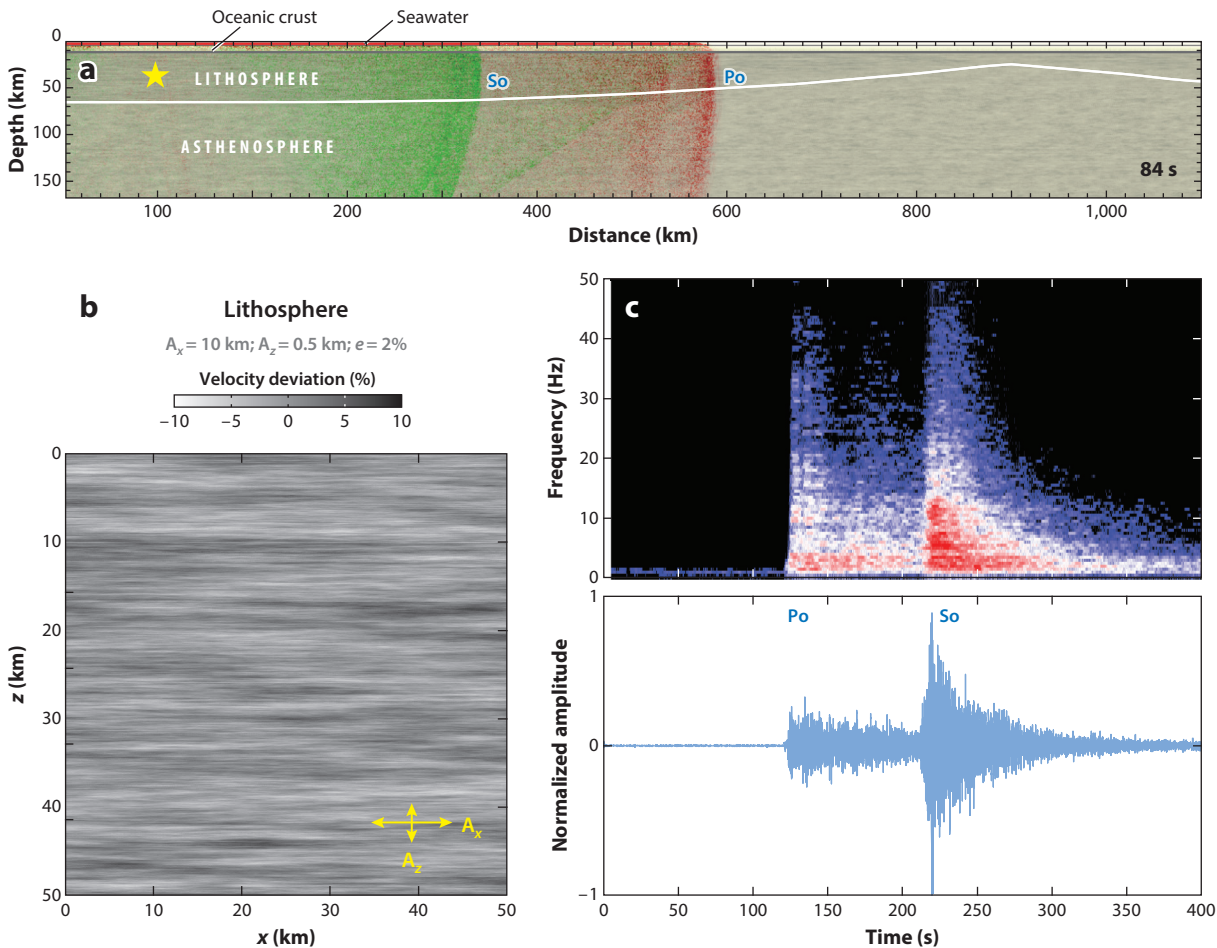 Oceanic crust
Seawater
0
50
100
150
Depth (km)
a
LITHOSPHERE
So
Po
ASTHENOSPHERE
84 s
100
200
400
600
800
1,000
Distance (km)
b
Lithosphere
Ax = 10 km; Az = 0.5 km; e = 2%
Velocity deviation (%)
−10
−5
0
5
10
0
10
20
30
40
50
z (km)
Ax
Az
0
10
20
30
40
50
x (km)
c
50
40
30
20
10
0
Frequency (Hz)
1
0
−1
Normalized amplitude
Po
So
0
50
100
150
200
250
300
350
400
Time (s)